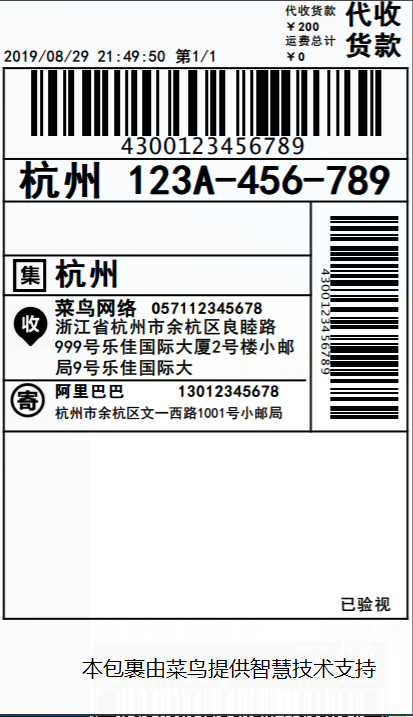 代收货款
￥200
运费总计
￥0
代收
货款
2019/08/29 21:49:50 第1/1
4300123456789
杭州 123A-456-789
集 杭州
收 菜鸟网络 057112345678
浙江省杭州市余杭区良睦路
999号乐佳国际大厦2号楼小邮
局9号乐佳国际大
寄 阿里巴巴 13012345678
杭州市余杭区文一西路1001号小邮局
4300123456789
已验视
本包裹由菜鸟提供智慧技术支持